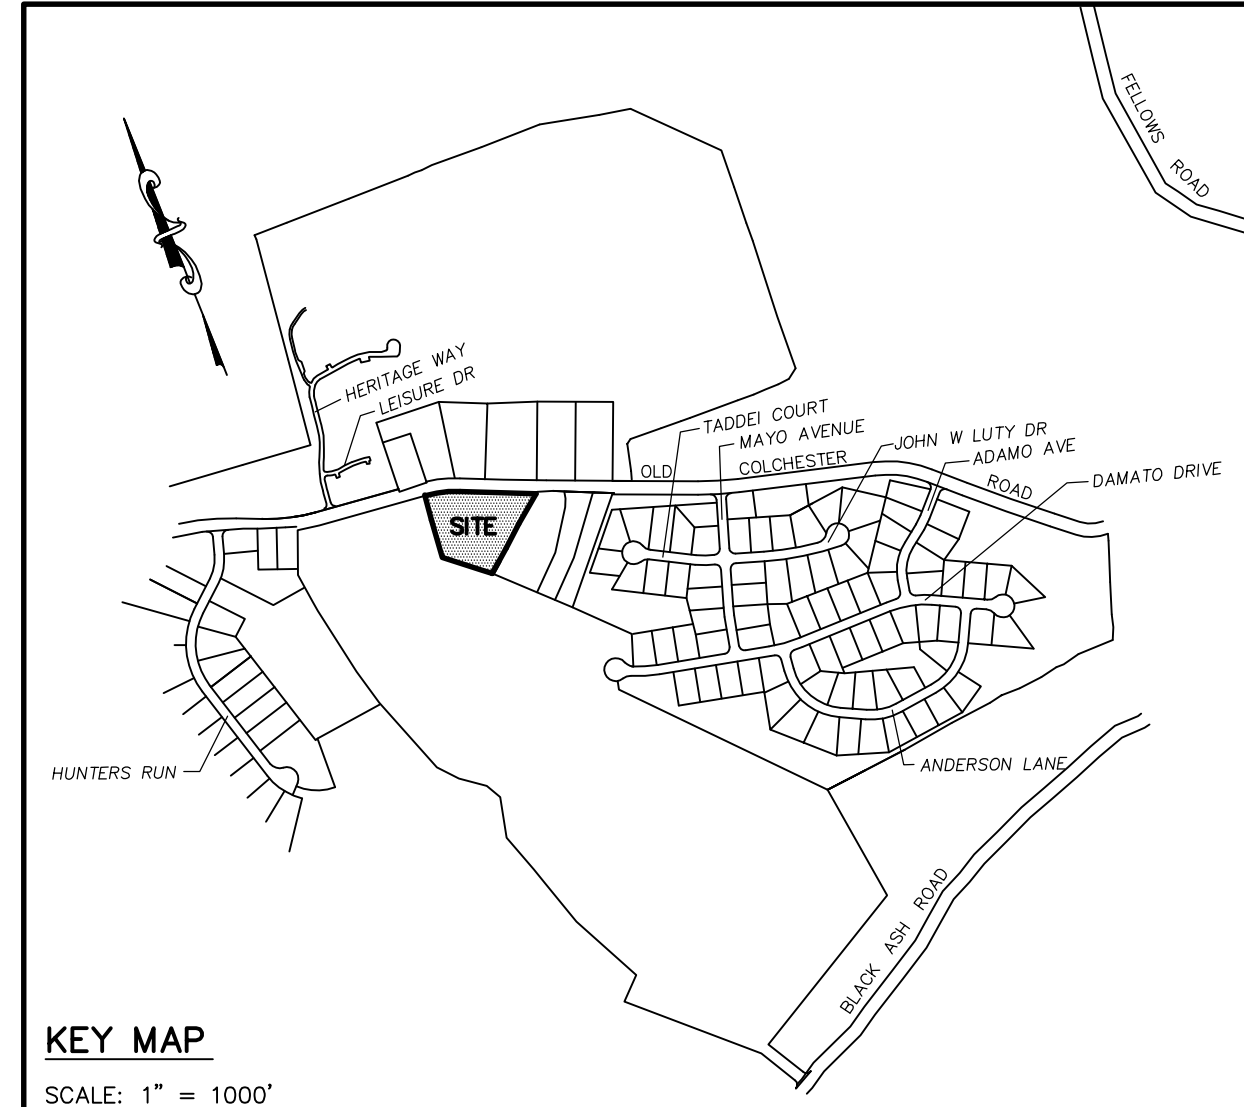 FELLOWS ROAD
HERITAGE WAY
LEISURE DR
TADDEI COURT
MAYO AVENUE
JOHN W LUTY DR
ADAMO AVE
OLD COLCHESTER ROAD
DAMATO DRIVE
SITE
HUNTERS RUN
ANDERSON LANE
BLACK ASH ROAD
KEY MAP
SCALE: 1" = 1000'